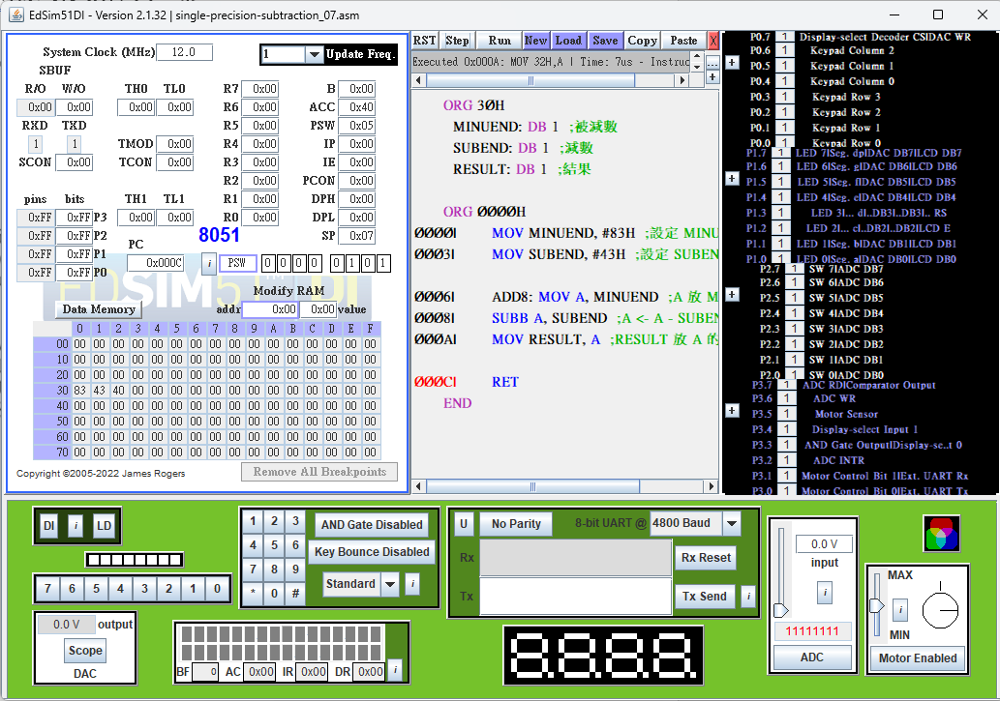 EdSim51DI - Version 2.1.32 | single-precision-subtraction_07.asm
System Clock (MHz) 12.0 1 Update Freq.
SBUF
R/O W/O TH0 TL0 R7 0x00 B 0x00
0x00 0x00 0x00 0x00 R6 0x00 ACC 0x40
RXD TXD R5 0x00 PSW 0x05
1 1 TMOD 0x00 R4 0x00 IP 0x00
SCON 0x00 TCON 0x00 R3 0x00 IE 0x00
R2 0x00 PCON 0x00
pins bits TH1 TL1 R1 0x00 DPH 0x00
0xFF 0xFF P3 0x00 0x00 R0 0x00 DPL 0x00
0xFF 0xFF P2 8051 SP 0x07
0xFF 0xFF P1 PC
0xFF 0xFF P0 0x000C i PSW 0 0 0 0 0 1 0 1
EDSIM51DI
Modify RAM
Data Memory addr 0x00 0x00 value
0 1 2 3 4 5 6 7 8 9 A B C D E F
00 00 00 00 00 00 00 00 00 00 00 00 00 00 00 00 00
10 00 00 00 00 00 00 00 00 00 00 00 00 00 00 00 00
20 00 00 00 00 00 00 00 00 00 00 00 00 00 00 00 00
30 83 43 40 00 00 00 00 00 00 00 00 00 00 00 00 00
40 00 00 00 00 00 00 00 00 00 00 00 00 00 00 00 00
50 00 00 00 00 00 00 00 00 00 00 00 00 00 00 00 00
60 00 00 00 00 00 00 00 00 00 00 00 00 00 00 00 00
70 00 00 00 00 00 00 00 00 00 00 00 00 00 00 00 00
Copyright ©2005-2022 James Rogers Remove All Breakpoints
RST Step Run New Load Save Copy Paste X
Executed 0x000A: MOV 32H,A | Time: 7us - Instruc ...
+
ORG 30H
MINUEND: DB 1 ;被減數
SUBEND: DB 1 ;減數
RESULT: DB 1 ;結果
ORG 0000H
0000| MOV MINUEND, #83H ;設定 MINU
0003| MOV SUBEND, #43H ;設定 SUBEN
0006| ADD8: MOV A, MINUEND ;A 放 M
0008| SUBB A, SUBEND ;A <- A - SUBEN
000A| MOV RESULT, A ;RESULT 放 A 的
000C| RET
END
P0.7 1 Display-select Decoder CS|DAC WR
P0.6 1 Keypad Column 2
+ P0.5 1 Keypad Column 1
P0.4 1 Keypad Column 0
P0.3 1 Keypad Row 3
P0.2 1 Keypad Row 2
P0.1 1 Keypad Row 1
P0.0 1 Keypad Row 0
P1.7 1 LED 7|Seg. dp|DAC DB7|LCD DB7
P1.6 1 LED 6|Seg. g|DAC DB6|LCD DB6
+ P1.5 1 LED 5|Seg. f|DAC DB5|LCD DB5
P1.4 1 LED 4|Seg. e|DAC DB4|LCD DB4
P1.3 1 LED 3|... d|..DB3|..DB3|.. RS
P1.2 1 LED 2|... c|..DB2|..DB2|LCD E
P1.1 1 LED 1|Seg. b|DAC DB1|LCD DB1
P1.0 1 LED 0|Seg. a|DAC DB0|LCD DB0
P2.7 1 SW 7|ADC DB7
P2.6 1 SW 6|ADC DB6
+ P2.5 1 SW 5|ADC DB5
P2.4 1 SW 4|ADC DB4
P2.3 1 SW 3|ADC DB3
P2.2 1 SW 2|ADC DB2
P2.1 1 SW 1|ADC DB1
P2.0 1 SW 0|ADC DB0
P3.7 1 ADC RD|Comparator Output
P3.6 1 ADC WR
+ P3.5 1 Motor Sensor
P3.4 1 Display-select Input 1
P3.3 1 AND Gate Output|Display-se..t 0
P3.2 1 ADC INTR
P3.1 1 Motor Control Bit 1|Ext. UART Rx
P3.0 1 Motor Control Bit 0|Ext. UART Tx
DI i LD
7 6 5 4 3 2 1 0
0.0 V output
Scope
DAC
1 2 3 AND Gate Disabled
4 5 6 Key Bounce Disabled
7 8 9 Standard i
* 0 #
BF 0 AC 0x00 IR 0x00 DR 0x00 i
U No Parity 8-bit UART @ 4800 Baud
Rx Rx Reset
Tx Tx Send i
8.8.8.8.
0.0 V
input
i
11111111
ADC
MAX
i
MIN
Motor Enabled